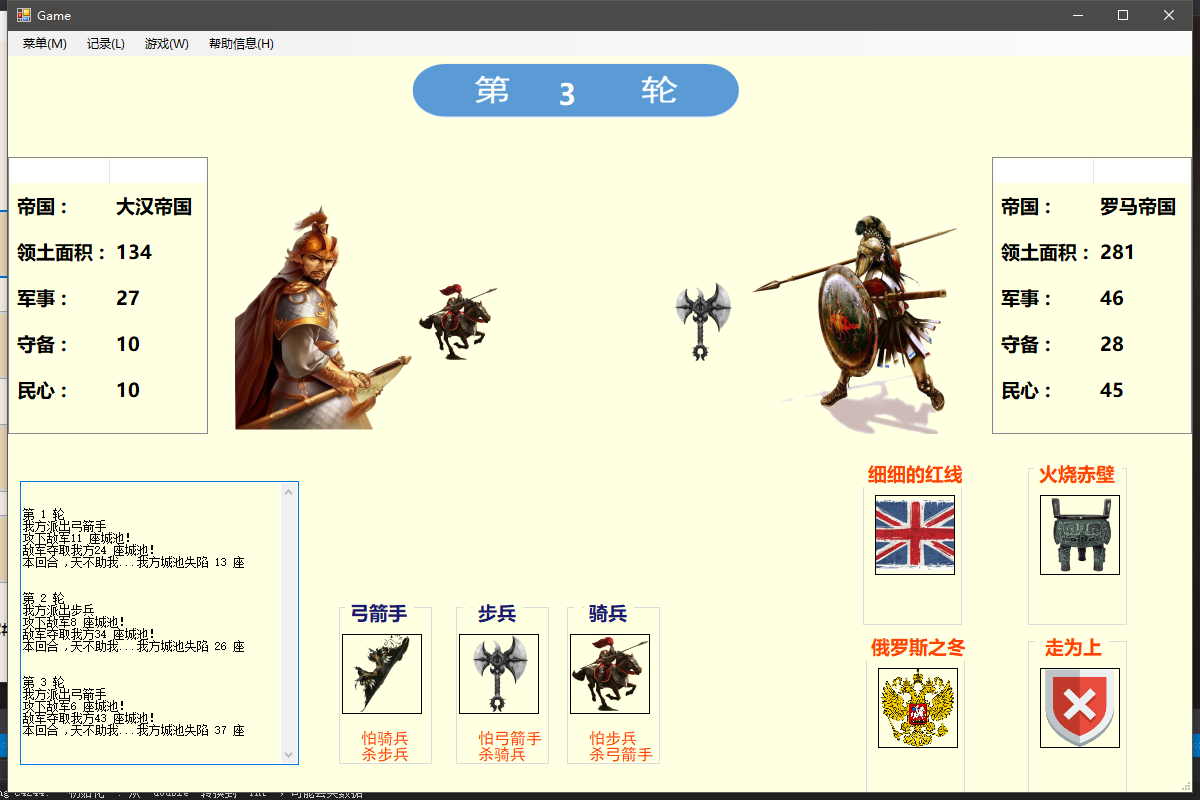 Game
菜单(M) 记录(L) 游戏(W) 帮助信息(H)
第 3 轮
帝国： 大汉帝国
领土面积： 134
军事： 27
守备： 10
民心： 10
帝国： 罗马帝国
领土面积： 281
军事： 46
守备： 28
民心： 45
第 1 轮
我方派出弓箭手
攻下敌军11 座城池!
敌军夺取我方24 座城池!
本回合,天不助我...我方城池失陷 13 座
第 2 轮
我方派出步兵
攻下敌军8 座城池!
敌军夺取我方34 座城池!
本回合,天不助我...我方城池失陷 26 座
第 3 轮
我方派出弓箭手
攻下敌军6 座城池!
敌军夺取我方43 座城池!
本回合,天不助我...我方城池失陷 37 座
弓箭手
怕骑兵
杀步兵
步兵
怕弓箭手
杀骑兵
骑兵
怕步兵
杀弓箭手
细细的红线
火烧赤壁
俄罗斯之冬
走为上